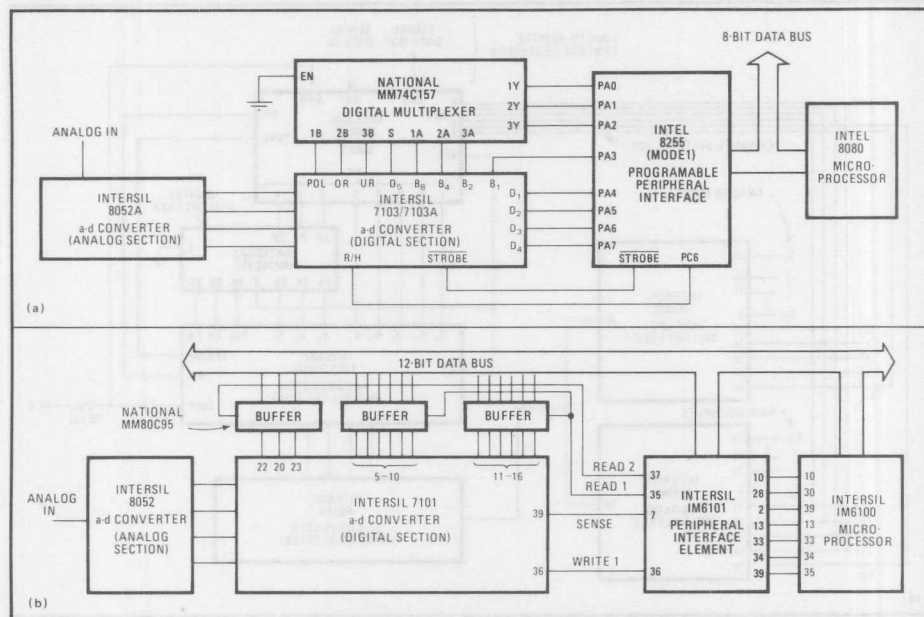 8-BIT DATA BUS
EN
NATIONAL
MM74C157
DIGITAL MULTIPLEXER
1Y
2Y
3Y
1B 2B 3B S 1A 2A 3A
ANALOG IN
INTERSIL
8052A
a-d CONVERTER
(ANALOG SECTION)
POL OR UR D5 B8 B4 B2 B1
INTERSIL
7103/7103A
a-d CONVERTER
(DIGITAL SECTION)
D1
D2
D3
D4
R/H STROBE
PA0
PA1
PA2
PA3
PA4
PA5
PA6
PA7
INTEL
8255
(MODE1)
PROGRAMABLE
PERIPHERAL
INTERFACE
STROBE PC6
INTEL
8080
MICRO-
PROCESSOR
(a)
12-BIT DATA BUS
NATIONAL
MM80C95
BUFFER
BUFFER
BUFFER
22 20 23
5-10
11-16
ANALOG
IN
INTERSIL
8052
a-d CONVERTER
(ANALOG
SECTION)
INTERSIL 7101
a-d CONVERTER
(DIGITAL SECTION)
39
36
READ 2
READ 1
SENSE
WRITE 1
37
35
7
36
INTERSIL
IM6101
PERIPHERAL
INTERFACE
ELEMENT
10
28
2
13
33
34
39
10
30
39
13
33
34
35
INTERSIL
IM6100
MICRO-
PROCESSOR
(b)